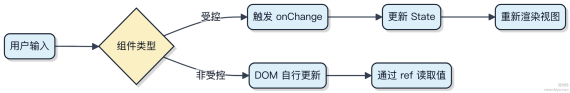 用户输入
组件类型
受控
触发 onChange
更新 State
重新渲染视图
非受控
DOM 自行更新
通过 ref 读取值